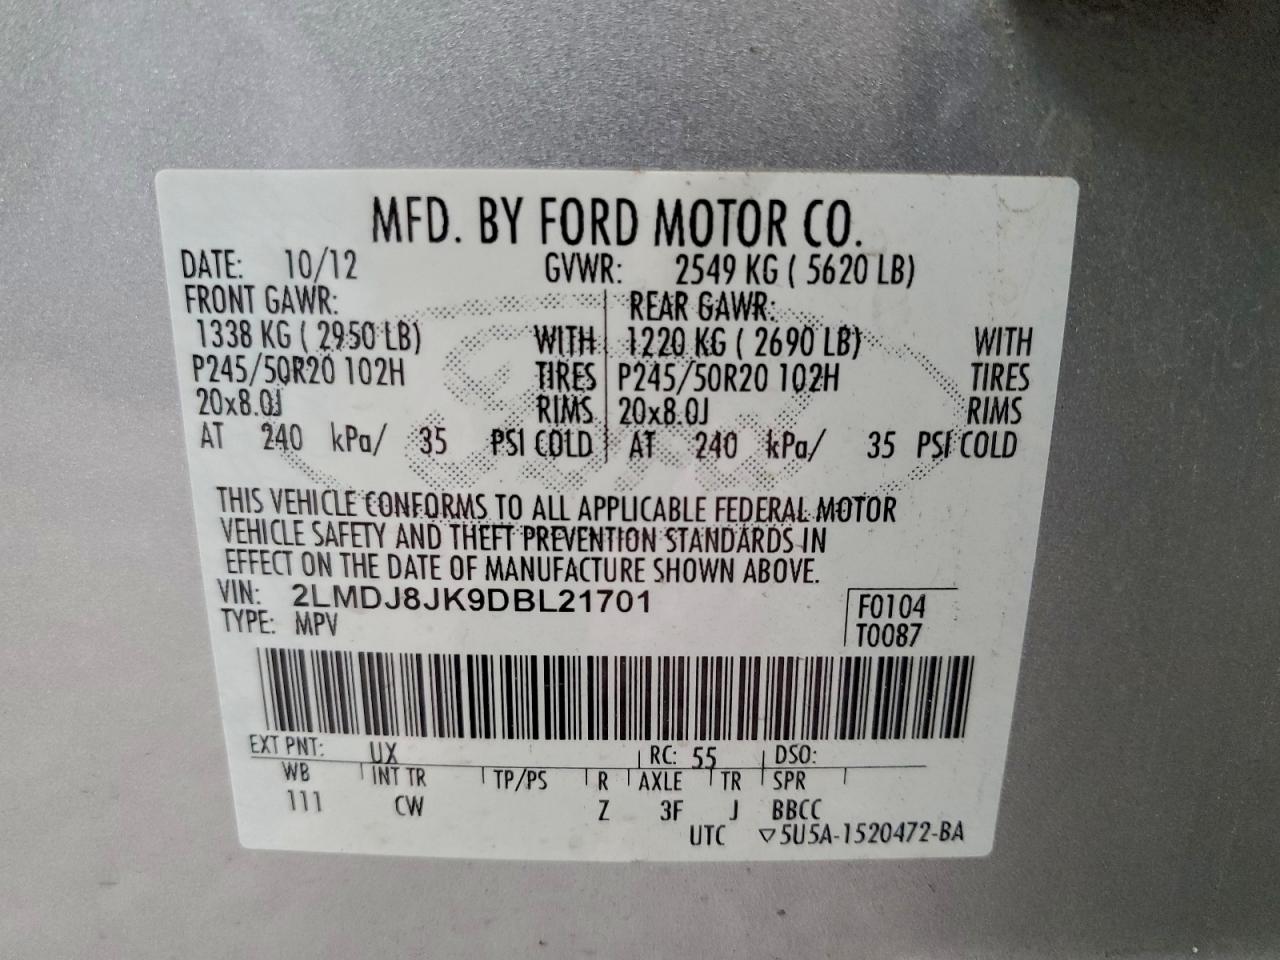 MFD. BY FORD MOTOR CO.
DATE: 10/12 GVWR: 2549 KG ( 5620 LB)
FRONT GAWR: REAR GAWR:
1338 KG ( 2950 LB) WITH 1220 KG ( 2690 LB) WITH
P245/50R20 102H TIRES P245/50R20 102H TIRES
20x8.0J RIMS 20x8.0J RIMS
AT 240 kPa/ 35 PSI COLD AT 240 kPa/ 35 PSI COLD
THIS VEHICLE CONFORMS TO ALL APPLICABLE FEDERAL MOTOR
VEHICLE SAFETY AND THEFT PREVENTION STANDARDS IN
EFFECT ON THE DATE OF MANUFACTURE SHOWN ABOVE.
VIN: 2LMDJ8JK9DBL21701 F0104
TYPE: MPV T0087
EXT PNT: UX RC: 55 DSO:
WB INT TR TP/PS R AXLE TR SPR
111 CW Z 3F J BBCC
UTC ▽5U5A-1520472-BA
Ford